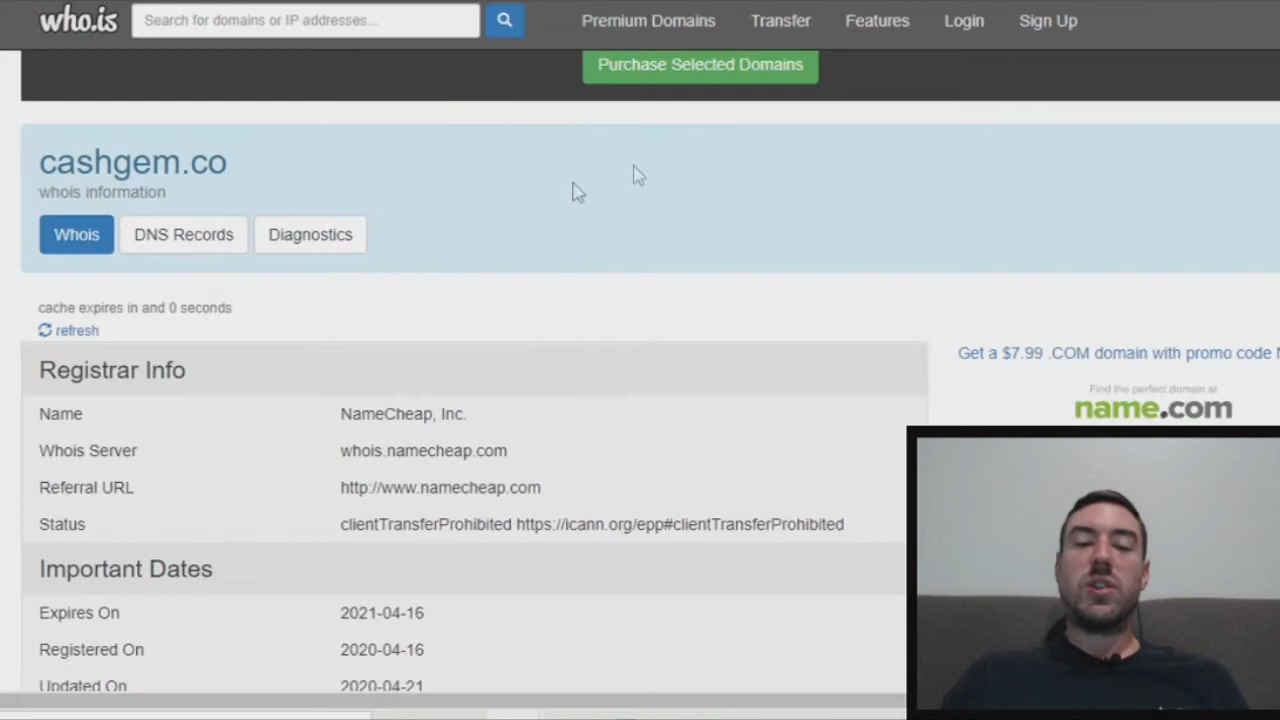 who.is
Search for domains or IP addresses...
Premium Domains
Transfer
Features
Login
Sign Up
Purchase Selected Domains
cashgem.co
whois information
Whois
DNS Records
Diagnostics
cache expires in and 0 seconds
refresh
Registrar Info
Name NameCheap, Inc.
Whois Server whois.namecheap.com
Referral URL http://www.namecheap.com
Status clientTransferProhibited https://icann.org/epp#clientTransferProhibited
Important Dates
Expires On 2021-04-16
Registered On 2020-04-16
Updated On 2020-04-21
Get a $7.99 .COM domain with promo code
Find the perfect domain at
name.com